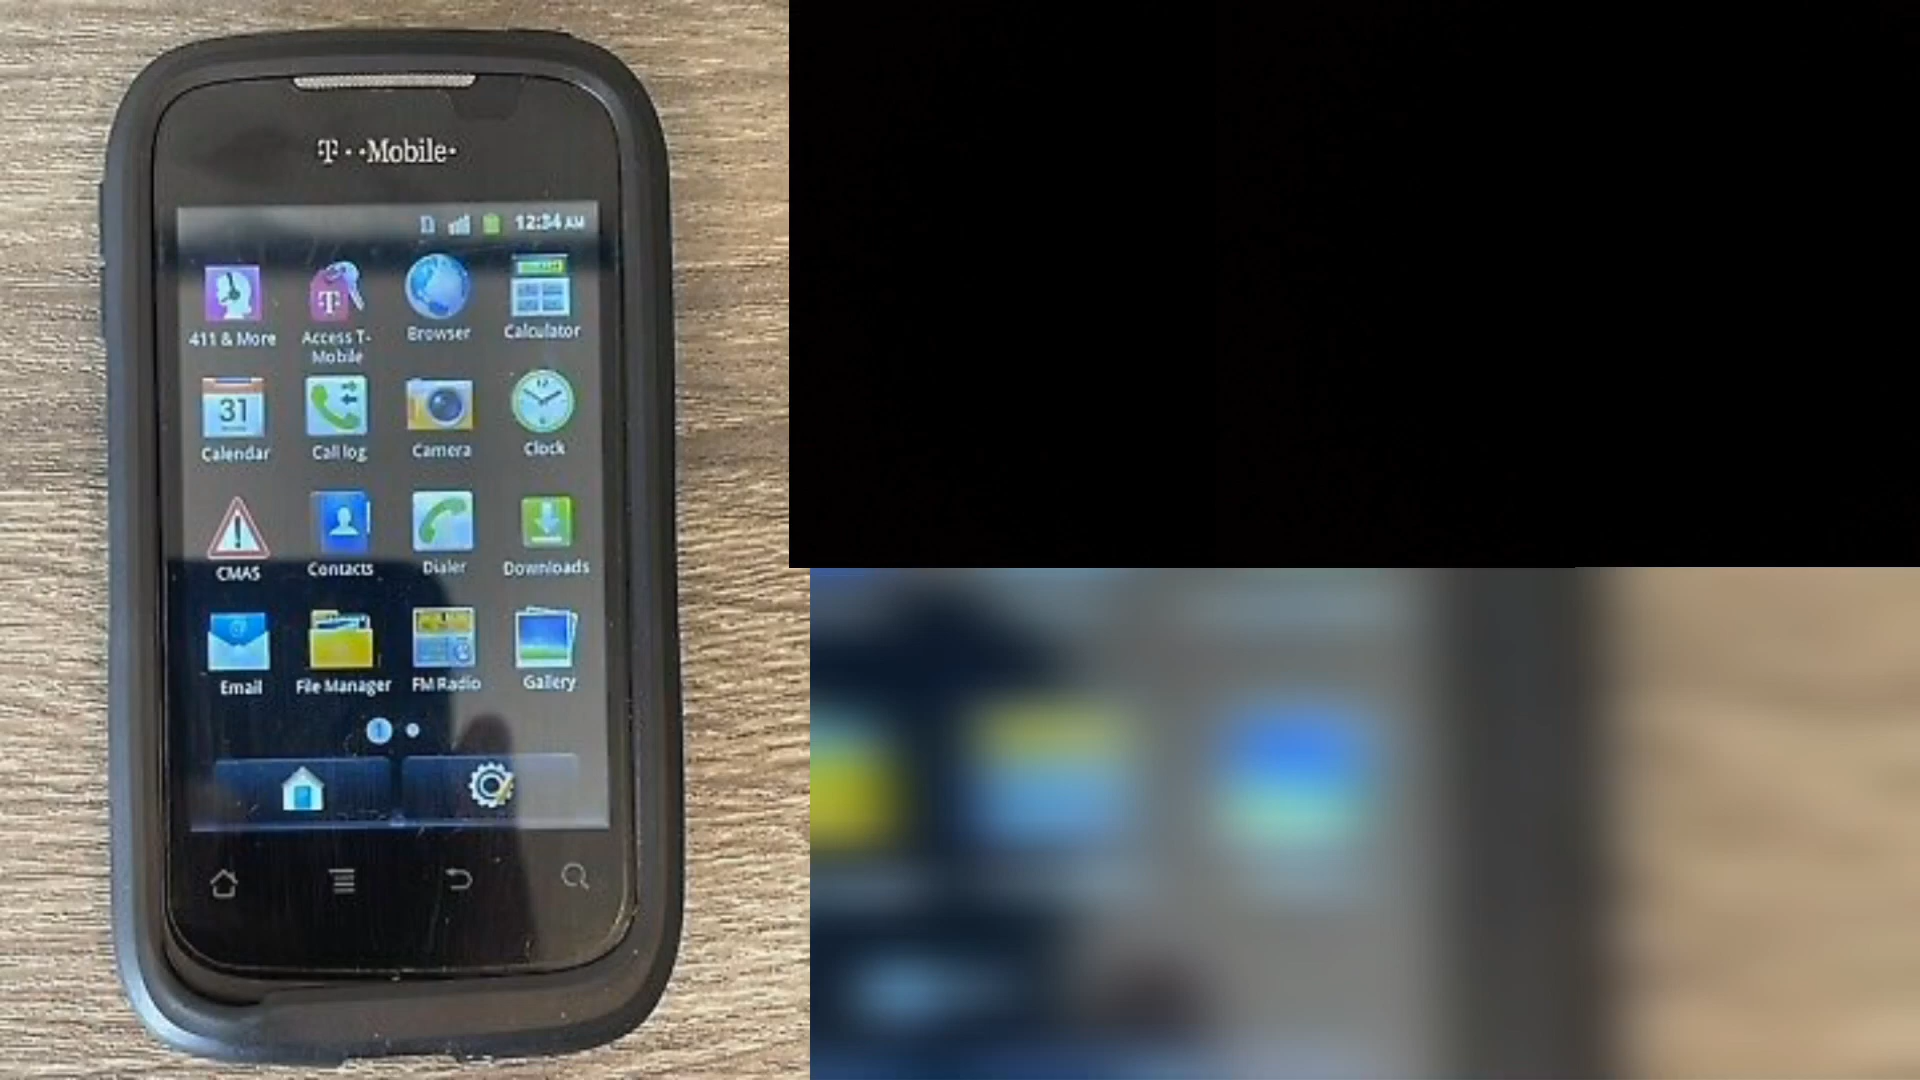 T··Mobile·
12:34 AM
411 & More
Access T-
Mobile
Browser
Calculator
31
Calendar
Call log
Camera
Clock
CMAS
Contacts
Dialer
Downloads
Email
File Manager
FM Radio
Gallery
1